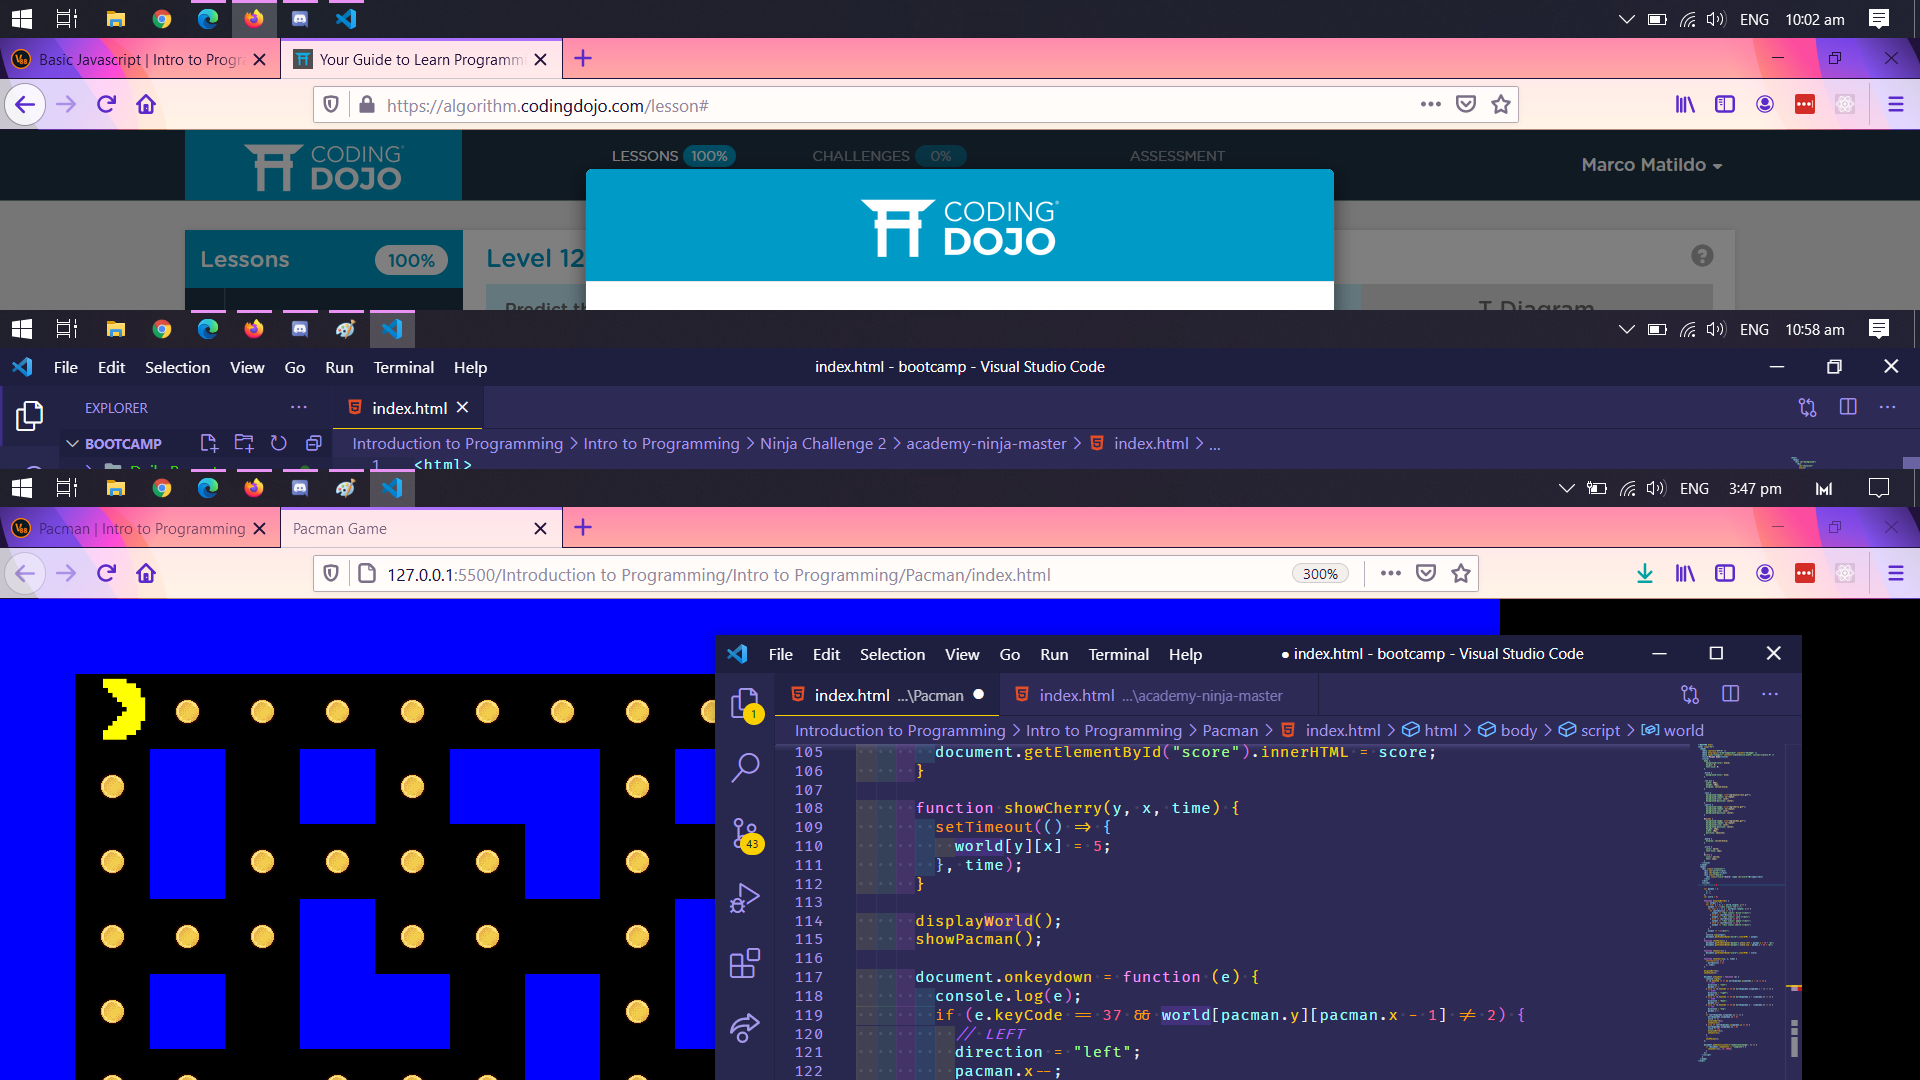 ENG 10:02 am
Basic Javascript | Intro to Progr
Your Guide to Learn Programm
https://algorithm.codingdojo.com/lesson#
CODING DOJO
LESSONS 100%
CHALLENGES 0%
ASSESSMENT
Marco Matildo
CODING DOJO
Lessons 100%
Level 12
?
Predict th
T Diagram
ENG 10:58 am
File Edit Selection View Go Run Terminal Help
index.html - bootcamp - Visual Studio Code
EXPLORER
index.html
BOOTCAMP
Introduction to Programming > Intro to Programming > Ninja Challenge 2 > academy-ninja-master > index.html > ...
1 <html>
ENG 3:47 pm
Pacman | Intro to Programming
Pacman Game
127.0.0.1:5500/Introduction to Programming/Intro to Programming/Pacman/index.html
300%
File Edit Selection View Go Run Terminal Help
● index.html - bootcamp - Visual Studio Code
index.html ...\Pacman
index.html ...\academy-ninja-master
1
43
Introduction to Programming > Intro to Programming > Pacman > index.html > html > body > script > world
105 document.getElementById("score").innerHTML = score;
106 }
107
108 function showCherry(y, x, time) {
109 setTimeout(() => {
110 world[y][x] = 5;
111 }, time);
112 }
113
114 displayWorld();
115 showPacman();
116
117 document.onkeydown = function (e) {
118 console.log(e);
119 if (e.keyCode == 37 && world[pacman.y][pacman.x - 1] != 2) {
120 // LEFT
121 direction = "left";
122 pacman.x--;